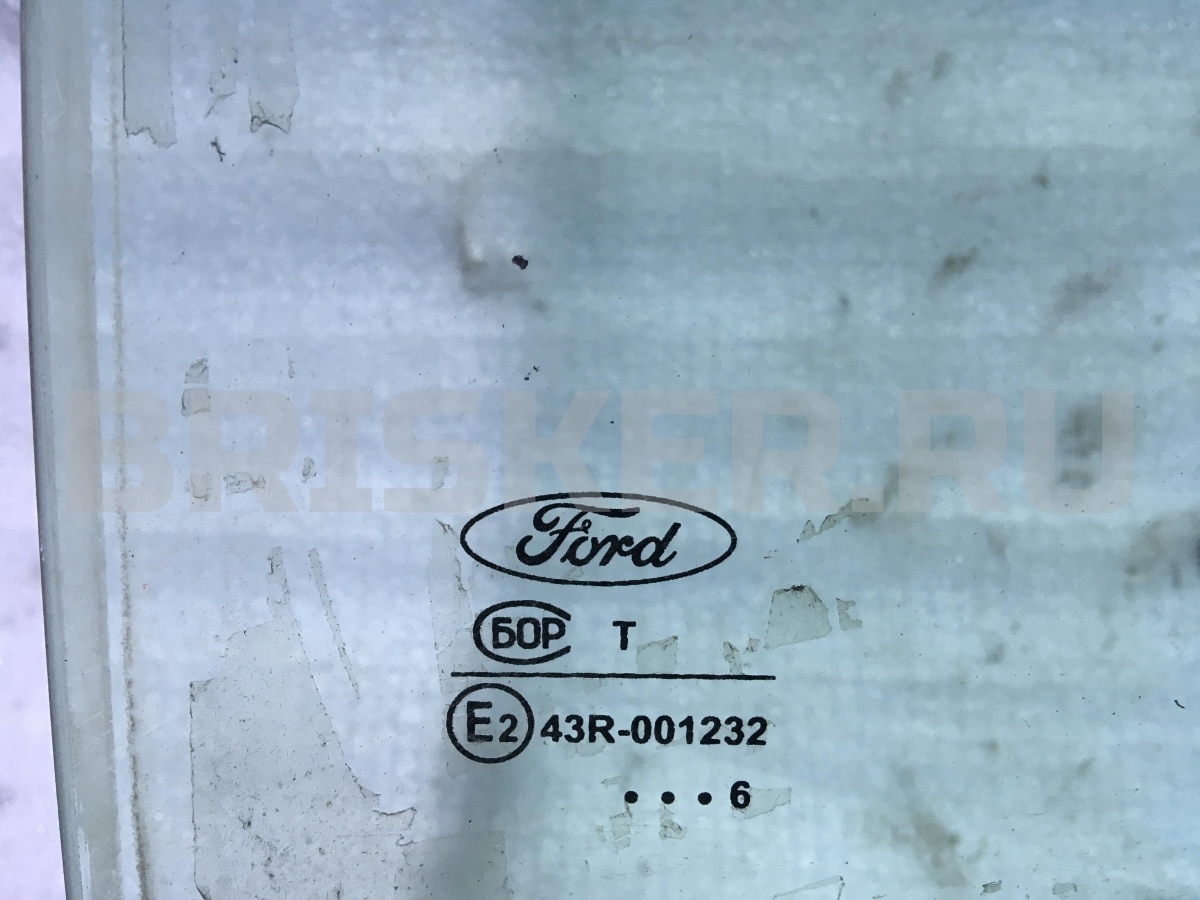 BRISKER.RU
Ford
БОР T
E2 43R-001232
...6